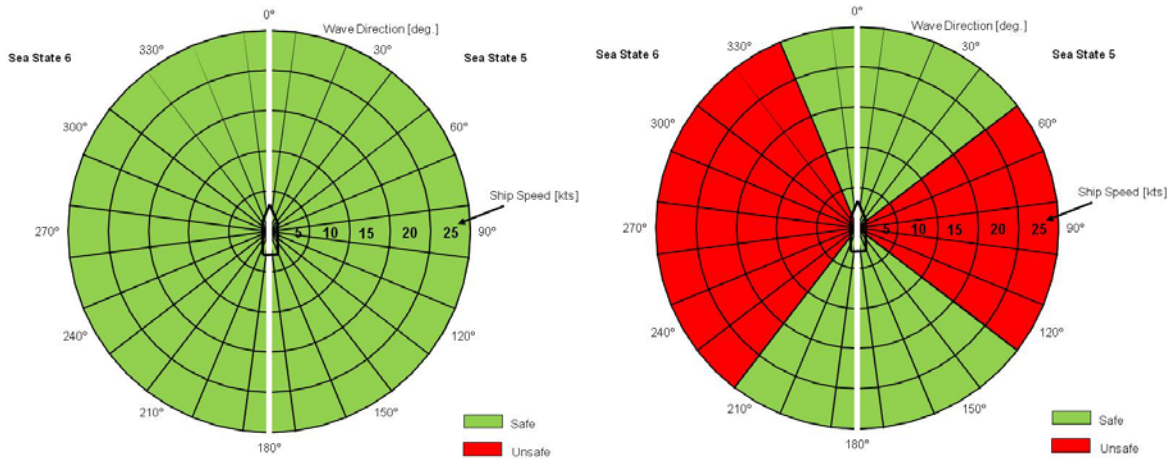 0°
Wave Direction [deg.]
330°
30°
Sea State 6
Sea State 5
300°
60°
Ship Speed [kts]
270°
5 10 15 20 25
90°
240°
120°
210°
150°
180°
Safe
Unsafe
0°
Wave Direction [deg.]
330°
30°
Sea State 6
Sea State 5
300°
60°
Ship Speed [kts]
270°
5 10 15 20 25
90°
240°
120°
210°
150°
180°
Safe
Unsafe